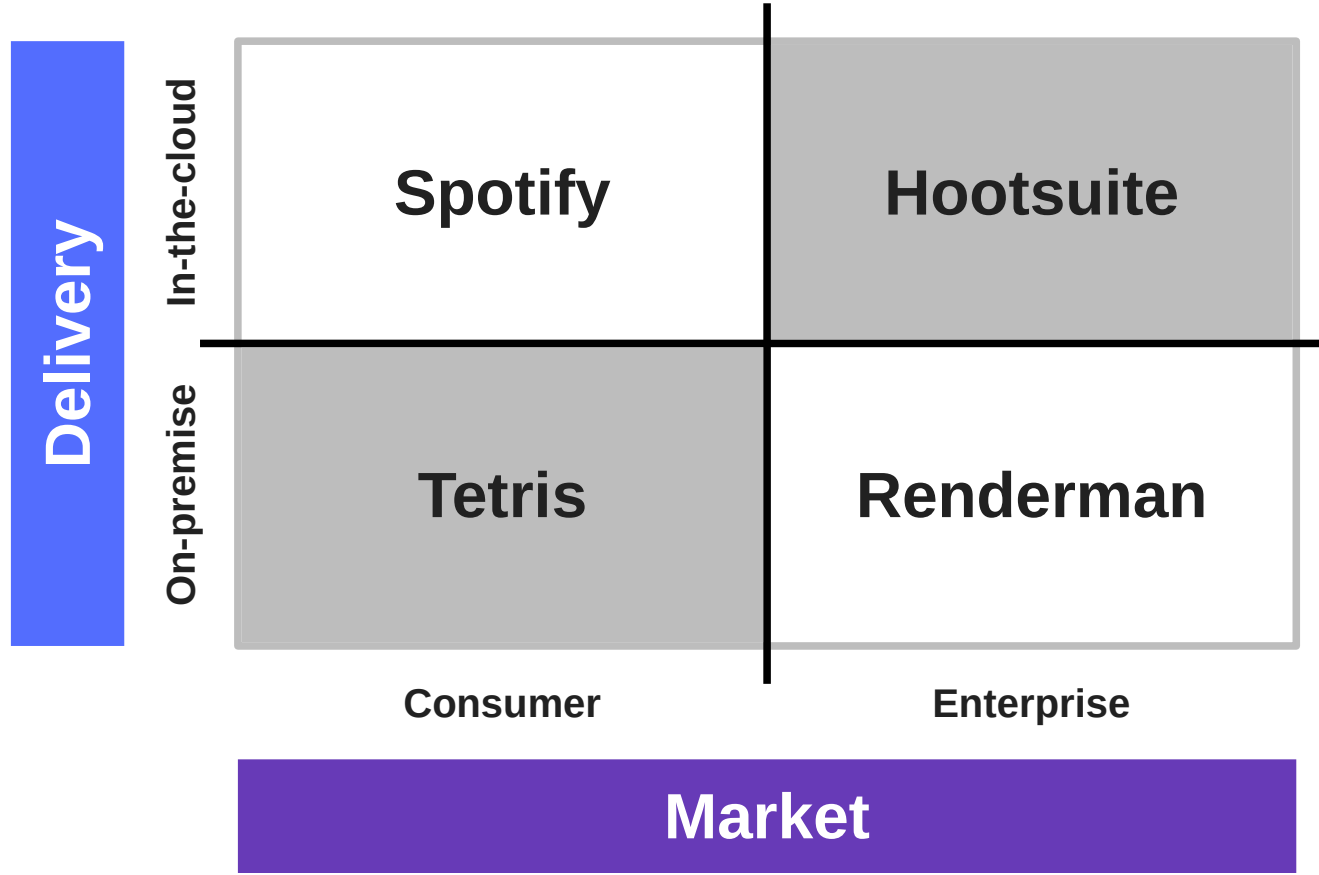 Delivery
In-the-cloud
On-premise
Spotify
Hootsuite
Tetris
Renderman
Consumer
Enterprise
Market